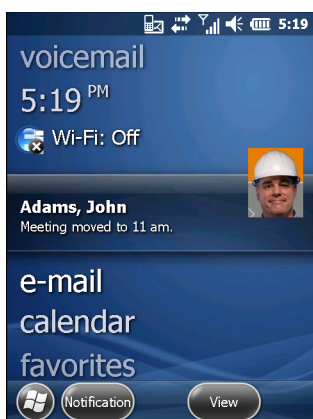 5:19
voicemail
5:19 PM
Wi-Fi: Off
Adams, John
Meeting moved to 11 am.
e-mail
calendar
favorites
Notification
View